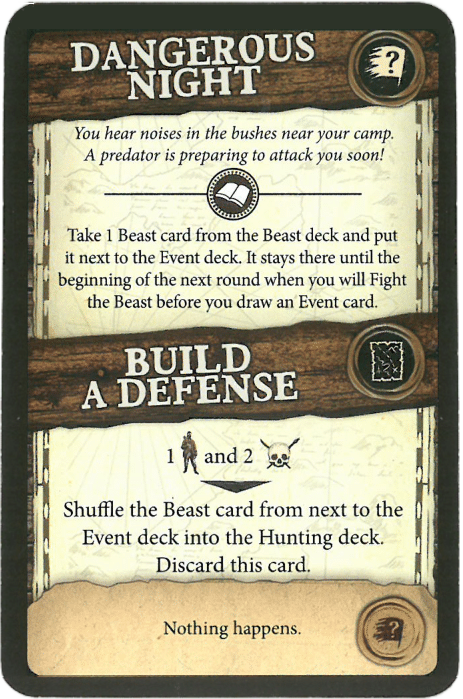 DANGEROUS
NIGHT
?
You hear noises in the bushes near your camp.
A predator is preparing to attack you soon!
Take 1 Beast card from the Beast deck and put
it next to the Event deck. It stays there until the
beginning of the next round when you will Fight
the Beast before you draw an Event card.
BUILD
A DEFENSE
1 and 2
Shuffle the Beast card from next to the
Event deck into the Hunting deck.
Discard this card.
Nothing happens.
?